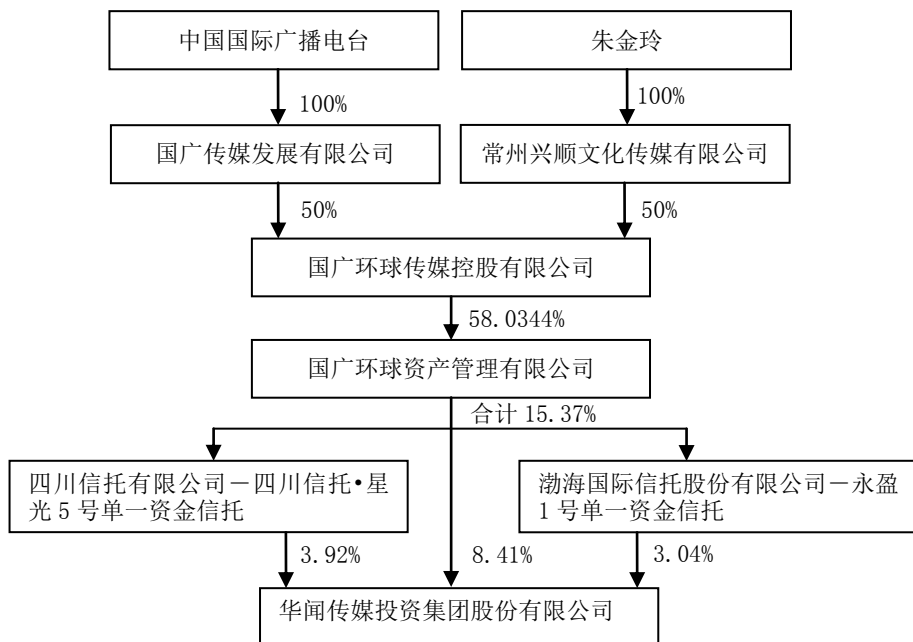 中国国际广播电台
朱金玲
100%
100%
国广传媒发展有限公司
常州兴顺文化传媒有限公司
50%
50%
国广环球传媒控股有限公司
58.0344%
国广环球资产管理有限公司
合计 15.37%
四川信托有限公司－四川信托•星
光 5 号单一资金信托
渤海国际信托股份有限公司－永盈
1 号单一资金信托
3.92%
8.41%
3.04%
华闻传媒投资集团股份有限公司